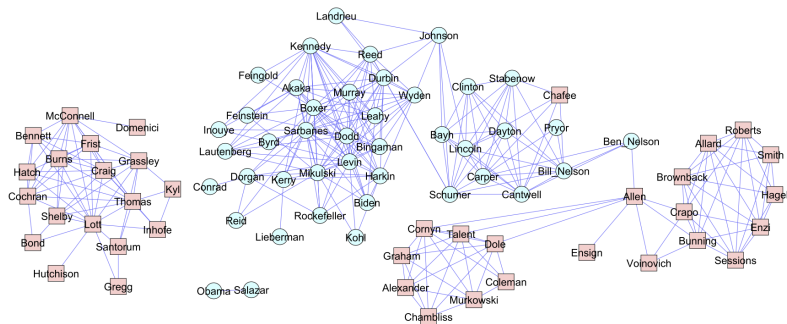 Landrieu
Kennedy
Reed
Johnson
Feingold
Durbin
Akaka
Murray
Wyden
Clinton
Stabenow
Chafee
Boxer
Leahy
Feinstein
Inouye
Sarbanes
Dodd
Bayh
Dayton
Pryor
Byrd
Bingaman
Lincoln
Ben_Nelson
Lautenberg
Levin
Conrad
Dorgan
Kerry
Mikulski
Harkin
Carper
Bill_Nelson
Schumer
Cantwell
Biden
Reid
Rockefeller
Lieberman
Kohl
Obama
Salazar
McConnell
Domenici
Bennett
Frist
Burns
Grassley
Hatch
Craig
Kyl
Cochran
Thomas
Shelby
Lott
Inhofe
Bond
Santorum
Hutchison
Gregg
Allen
Cornyn
Talent
Dole
Graham
Ensign
Alexander
Coleman
Murkowski
Chambliss
Voinovich
Roberts
Allard
Smith
Brownback
Hagel
Crapo
Enzi
Bunning
Sessions